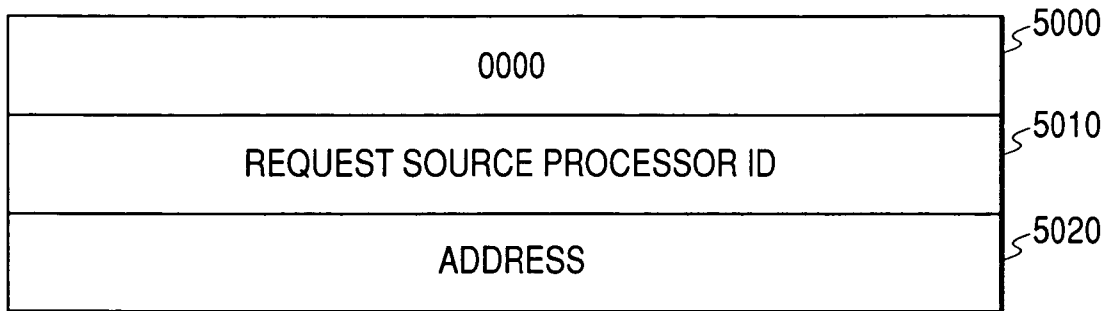 5000
0000
5010
REQUEST SOURCE PROCESSOR ID
5020
ADDRESS